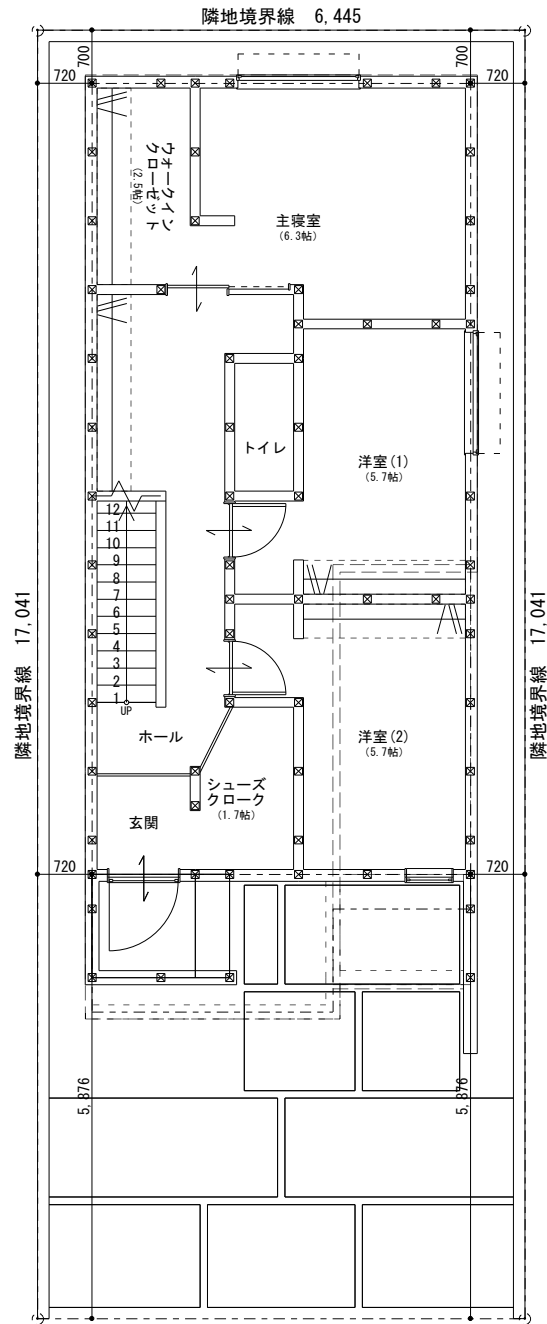 隣地境界線 6,445
700
700
720
720
ウォークイン
クローゼット
(2.5帖)
主寝室
(6.3帖)
トイレ
洋室(1)
(5.7帖)
12
11
10
9
8
7
6
5
4
3
2
1
UP
隣地境界線 17,041
隣地境界線 17,041
ホール
洋室(2)
(5.7帖)
シューズ
クローク
(1.7帖)
玄関
720
720
5,876
5,876